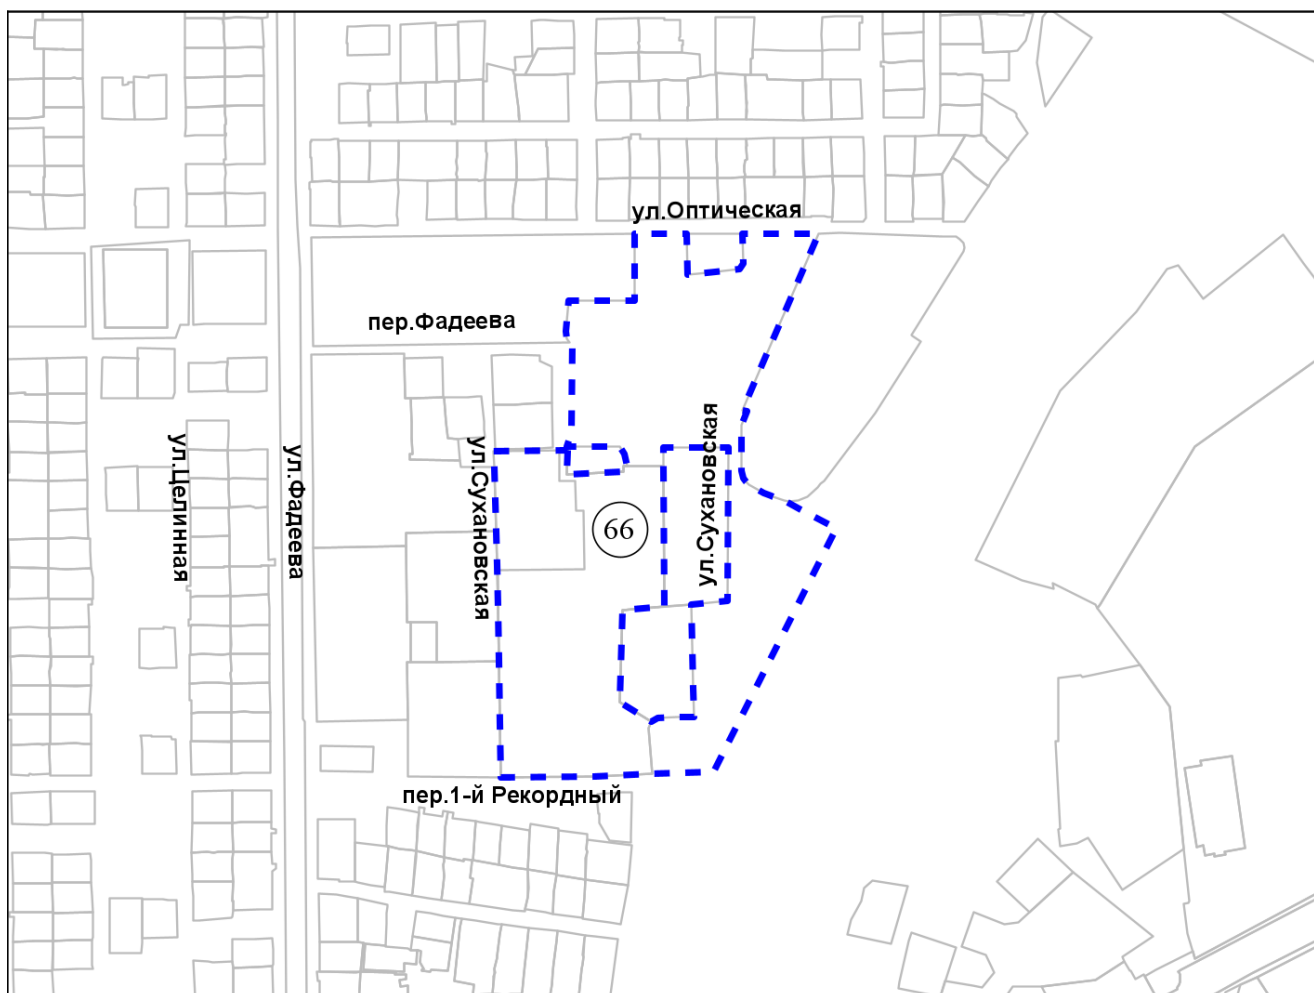 ул.Оптическая
пер.Фадеева
ул.Сухановская
ул.Целинная
ул.Фадеева
ул.Сухановская
66
пер.1-й Рекордный